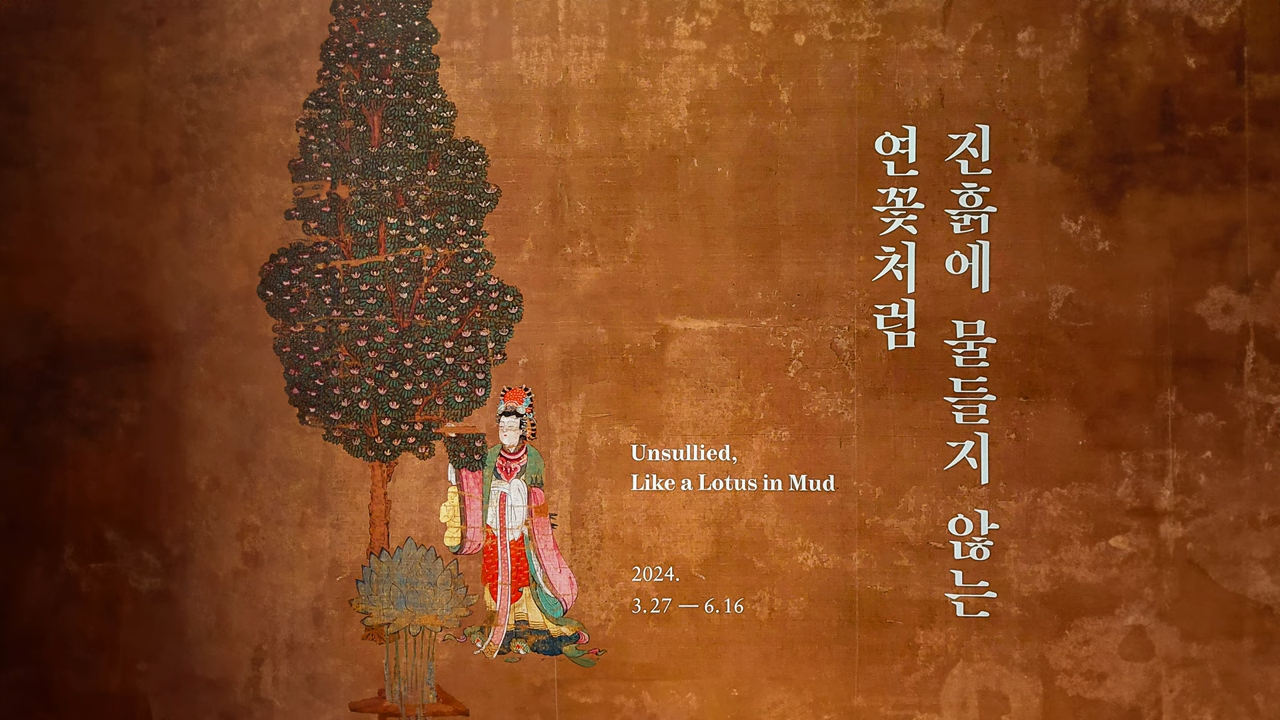 진흙에 물들지 않는
연꽃처럼
Unsullied,
Like a Lotus in Mud
2024.
3.27 — 6.16